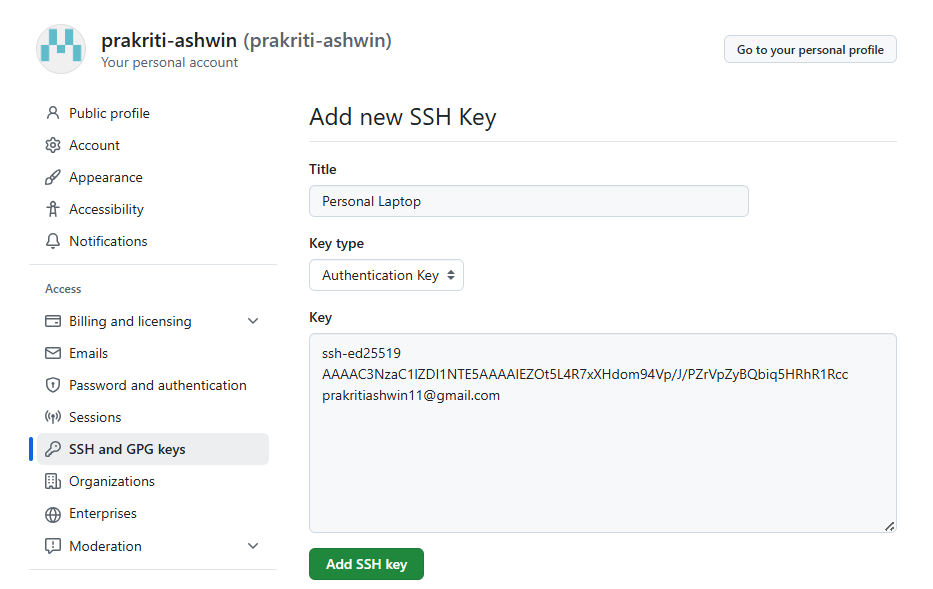 prakriti-ashwin (prakriti-ashwin)
Your personal account
Go to your personal profile
Public profile
Account
Appearance
Accessibility
Notifications
Access
Billing and licensing
Emails
Password and authentication
Sessions
SSH and GPG keys
Organizations
Enterprises
Moderation
Add new SSH Key
Title
Personal Laptop
Key type
Authentication Key
Key
ssh-ed25519
AAAAC3NzaC1lZDI1NTE5AAAAIEZOt5L4R7xXHdom94Vp/J/PZrVpZyBQbiq5HRhR1Rcc
prakritiashwin11@gmail.com
Add SSH key